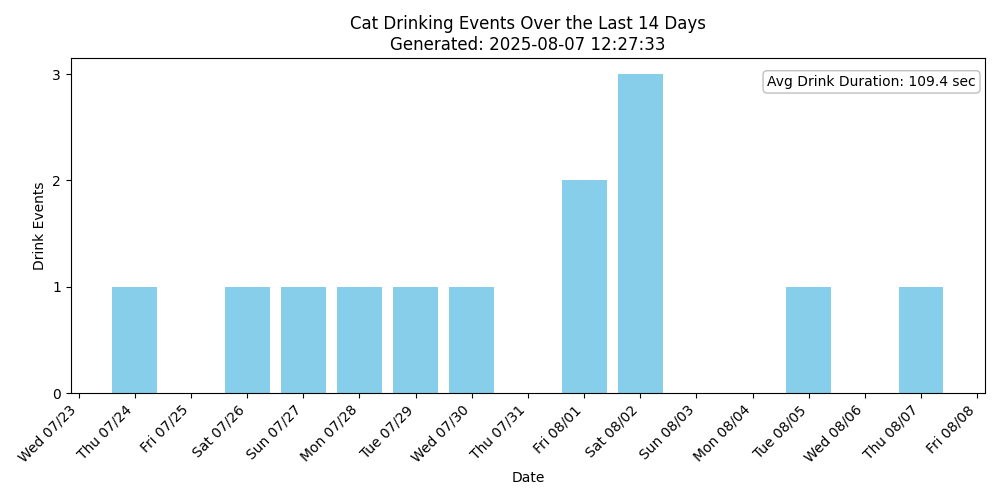 Cat Drinking Events Over the Last 14 Days
Generated: 2025-08-07 12:27:33
Avg Drink Duration: 109.4 sec
Drink Events
3
2
1
0
Wed 07/23
Thu 07/24
Fri 07/25
Sat 07/26
Sun 07/27
Mon 07/28
Tue 07/29
Wed 07/30
Thu 07/31
Fri 08/01
Sat 08/02
Sun 08/03
Mon 08/04
Tue 08/05
Wed 08/06
Thu 08/07
Fri 08/08
Date